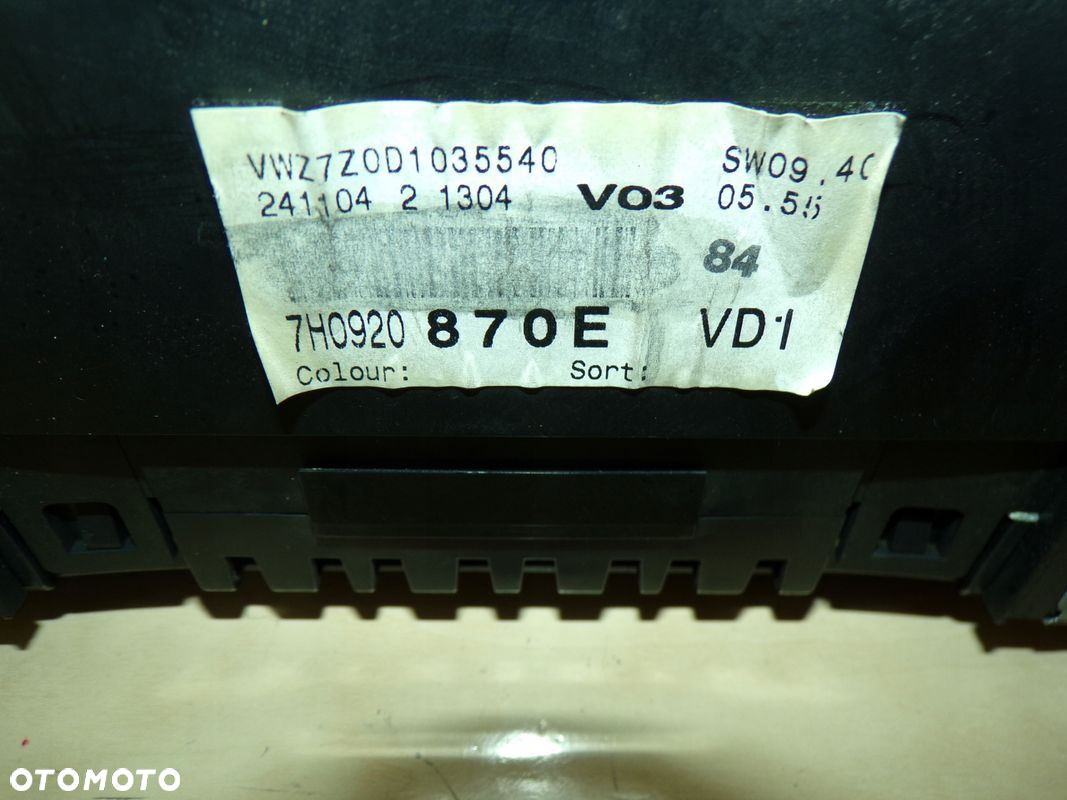 VWZ7Z0D1035540 SW09.40
241104 2 1304 V03 05.55
84
7H0920 870E VD1
Colour: Sort:
OTOMOTO